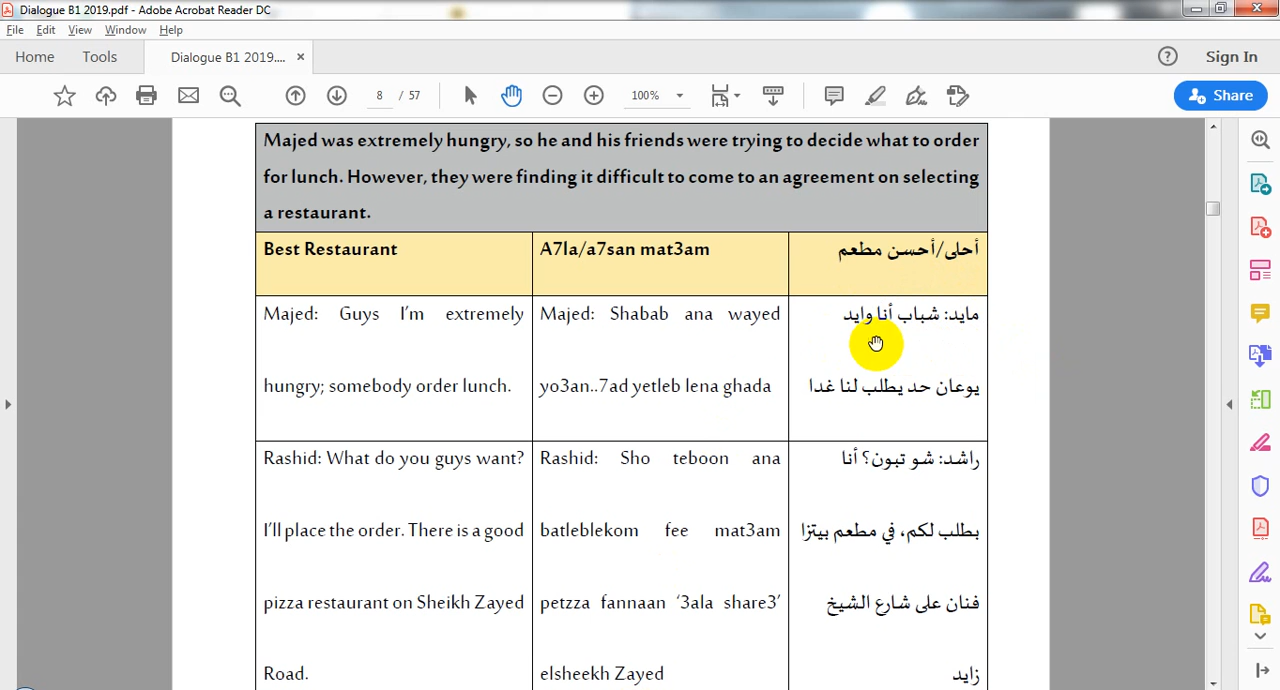 Dialogue B1 2019.pdf - Adobe Acrobat Reader DC
File Edit View Window Help
Home Tools Dialogue B1 2019.... × Sign In
8 / 57 100% Share
Majed was extremely hungry, so he and his friends were trying to decide what to order
for lunch. However, they were finding it difficult to come to an agreement on selecting
a restaurant.
Best Restaurant
A7la/a7san mat3am
أحلى/أحسن مطعم
Majed: Guys I'm extremely
hungry; somebody order lunch.
Majed: Shabab ana wayed
yo3an..7ad yetleb lena ghada
مايد: شباب أنا وايد
يوعان حد يطلب لنا غدا
Rashid: What do you guys want?
I'll place the order. There is a good
pizza restaurant on Sheikh Zayed
Road.
Rashid: Sho teboon ana
batleblekom fee mat3am
petzza fannaan '3ala share3'
elsheekh Zayed
راشد: شو تبون؟ أنا
بطلب لكم، في مطعم بيتزا
فنان على شارع الشيخ
زايد